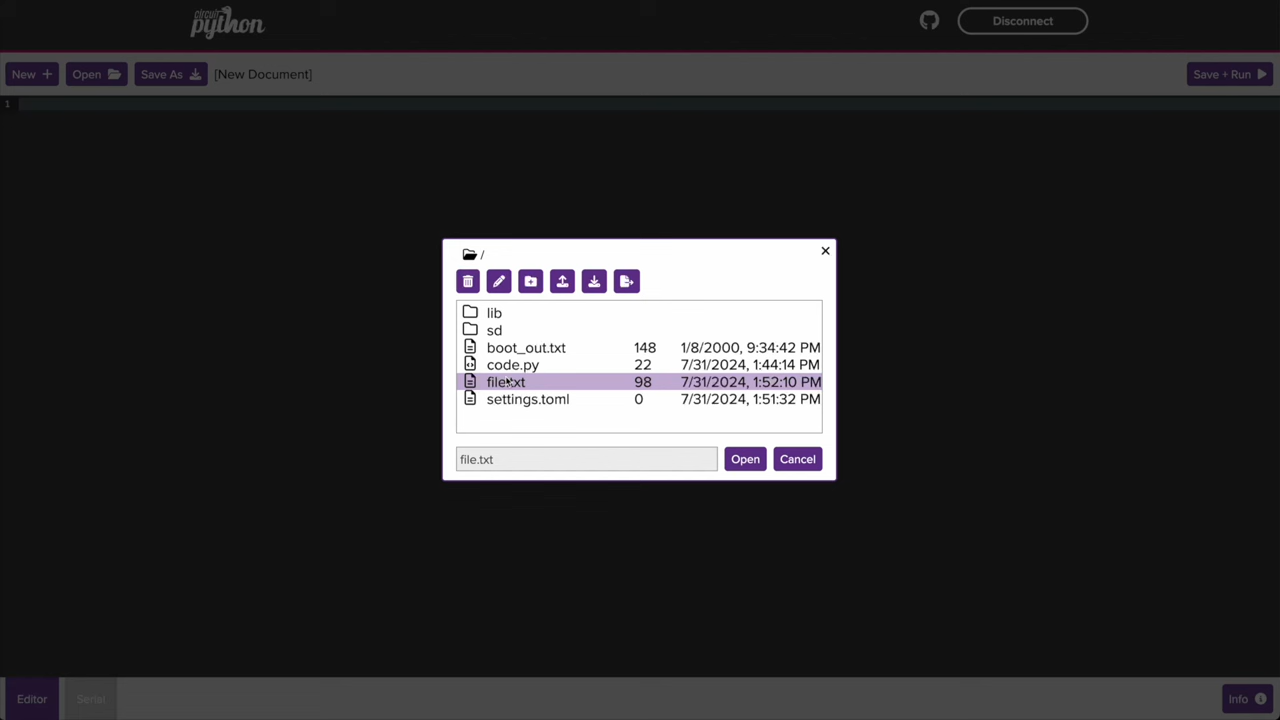 circuit
python
Disconnect
New
Open
Save As
[New Document]
Save + Run
1
/
lib
sd
boot_out.txt 148 1/8/2000, 9:34:42 PM
code.py 22 7/31/2024, 1:44:14 PM
file.txt 98 7/31/2024, 1:52:10 PM
settings.toml 0 7/31/2024, 1:51:32 PM
file.txt
Open
Cancel
Editor
Serial
Info